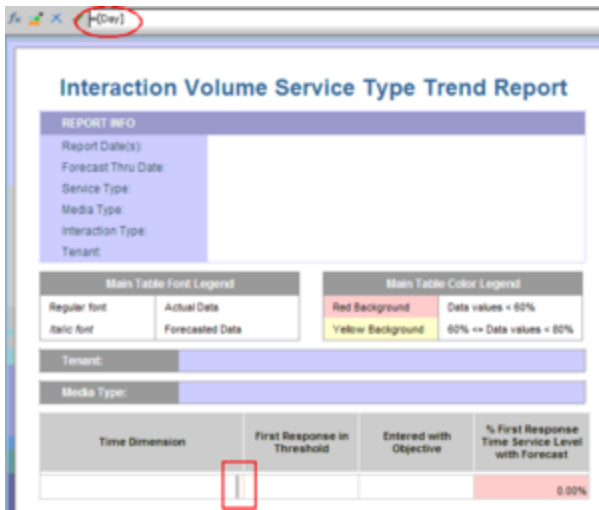 =[Day]
Interaction Volume Service Type Trend Report
REPORT INFO
Report Date(s):
Forecast Thru Date:
Service Type:
Media Type:
Interaction Type:
Tenant:
Main Table Font Legend
Regular font Actual Data
Italic font Forecasted Data
Main Table Color Legend
Red Background Data values < 60%
Yellow Background 60% <= Data values < 80%
Tenant:
Media Type:
Time Dimension
First Response in
Threshold
Entered with
Objective
% First Response
Time Service Level
with Forecast
0.00%